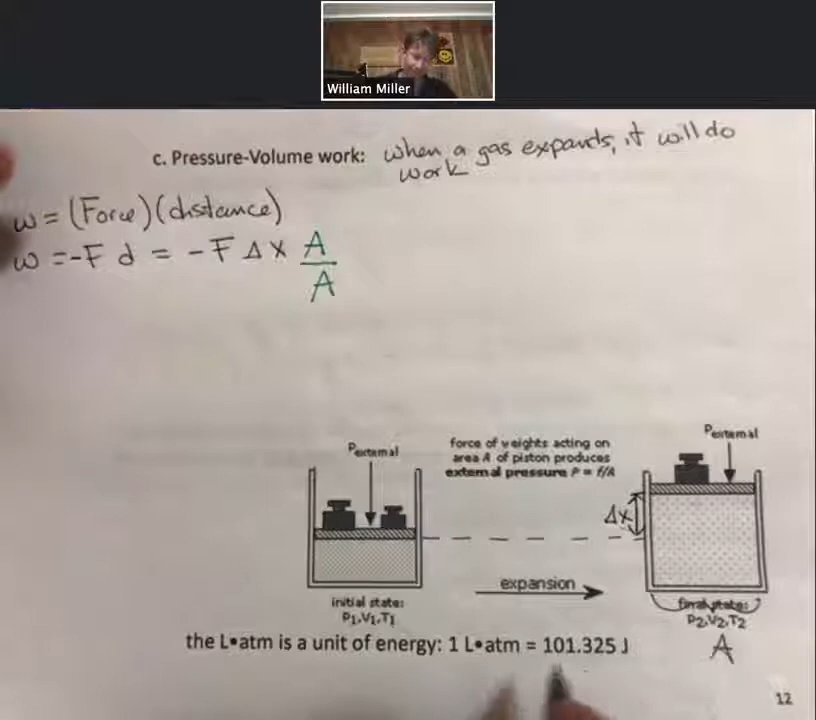 William Miller
c. Pressure-Volume work: when a gas expands, it will do
work
w = (Force)(distance)
w = -F d = -F Δx A/A
Pexternal
force of weights acting on
area A of piston produces
external pressure P = f/A
Pexternal
Δx
expansion
initial state:
P1,V1,T1
final state:
P2,V2,T2
the L•atm is a unit of energy: 1 L•atm = 101.325 J
A
12